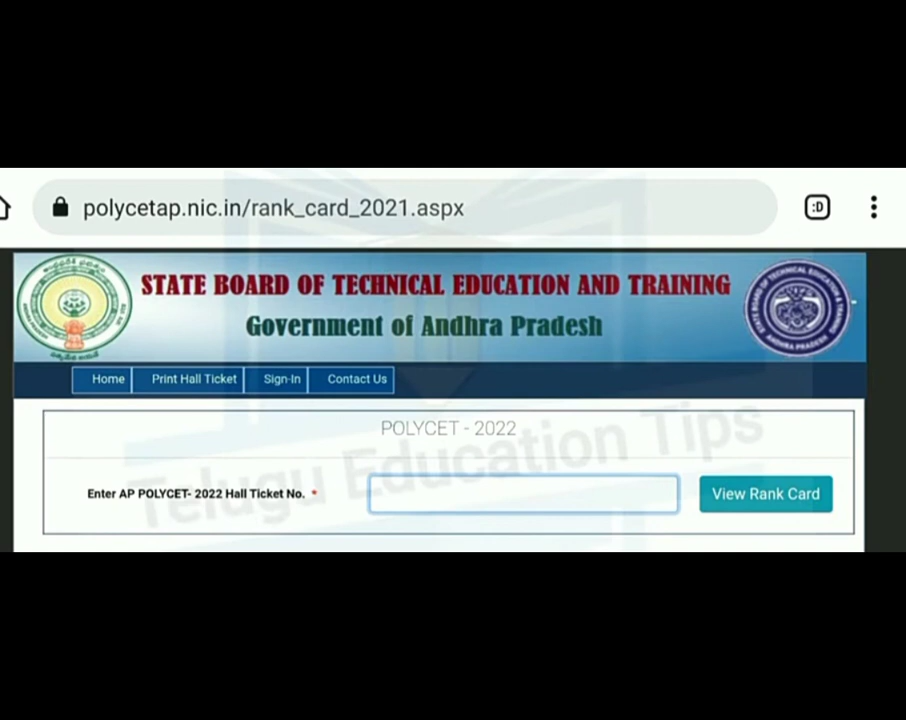 polycetap.nic.in/rank_card_2021.aspx
:D
STATE BOARD OF TECHNICAL EDUCATION AND TRAINING
Government of Andhra Pradesh
Home Print Hall Ticket Sign-In Contact Us
POLYCET - 2022
Enter AP POLYCET- 2022 Hall Ticket No. * View Rank Card
Telugu Education Tips